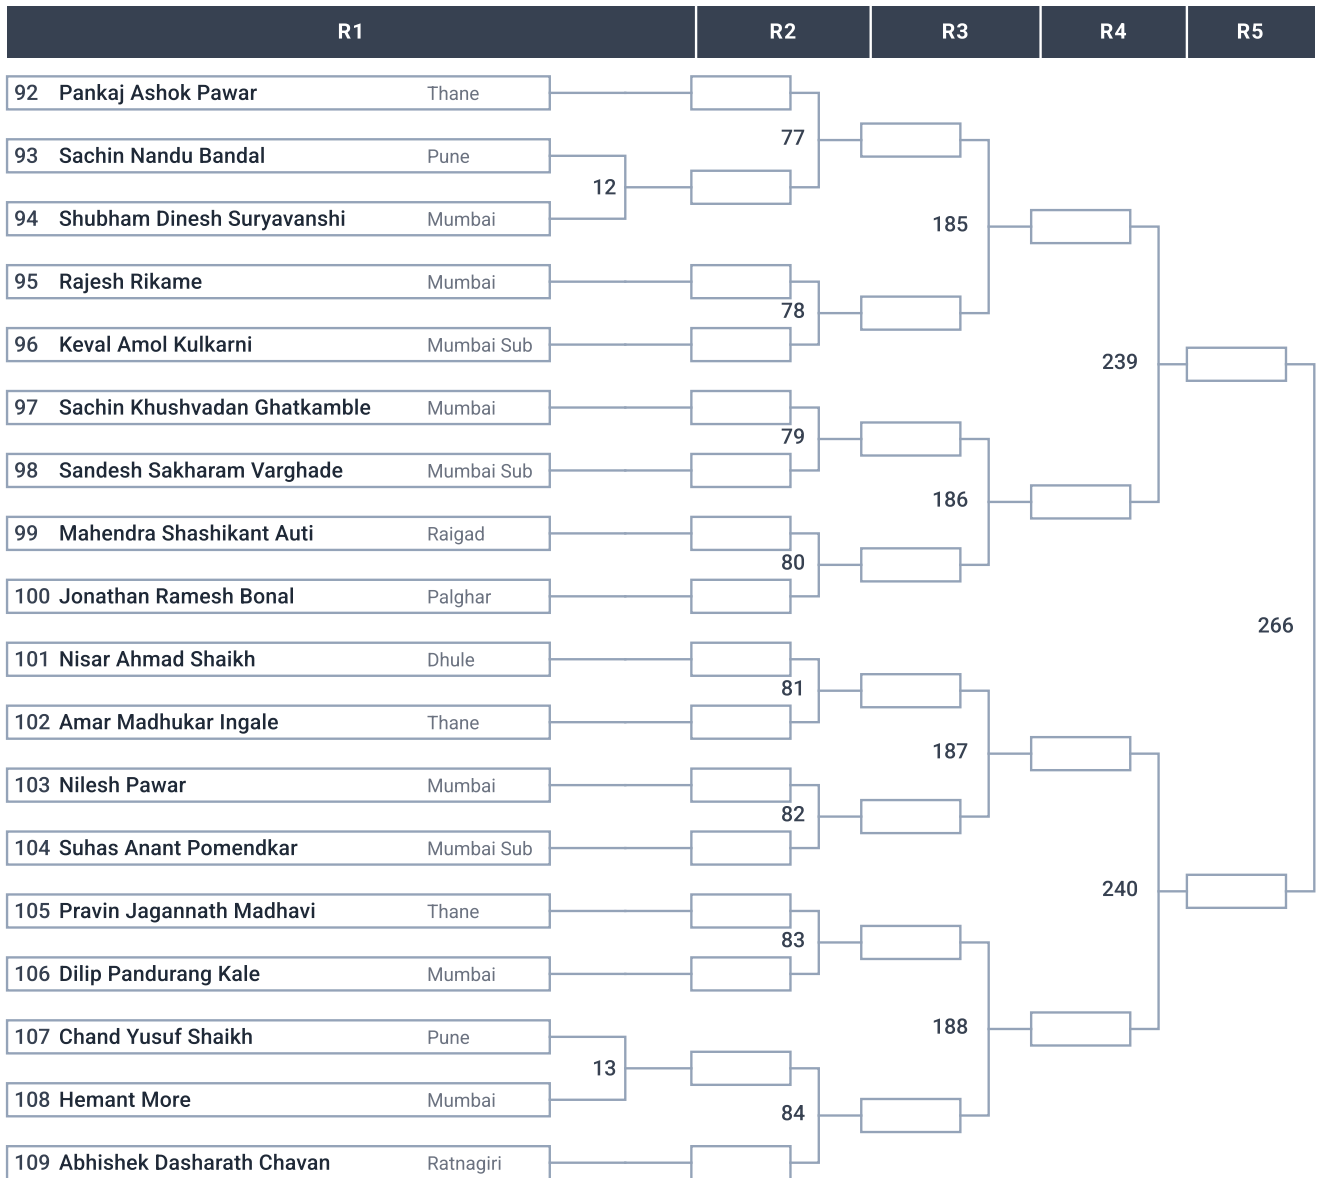 R1 R2 R3 R4 R5
92 Pankaj Ashok Pawar Thane
77
93 Sachin Nandu Bandal Pune
12
94 Shubham Dinesh Suryavanshi Mumbai
185
95 Rajesh Rikame Mumbai
78
96 Keval Amol Kulkarni Mumbai Sub
239
97 Sachin Khushvadan Ghatkamble Mumbai
79
98 Sandesh Sakharam Varghade Mumbai Sub
186
99 Mahendra Shashikant Auti Raigad
80
100 Jonathan Ramesh Bonal Palghar
266
101 Nisar Ahmad Shaikh Dhule
81
102 Amar Madhukar Ingale Thane
187
103 Nilesh Pawar Mumbai
82
104 Suhas Anant Pomendkar Mumbai Sub
240
105 Pravin Jagannath Madhavi Thane
83
106 Dilip Pandurang Kale Mumbai
188
107 Chand Yusuf Shaikh Pune
13
108 Hemant More Mumbai
84
109 Abhishek Dasharath Chavan Ratnagiri